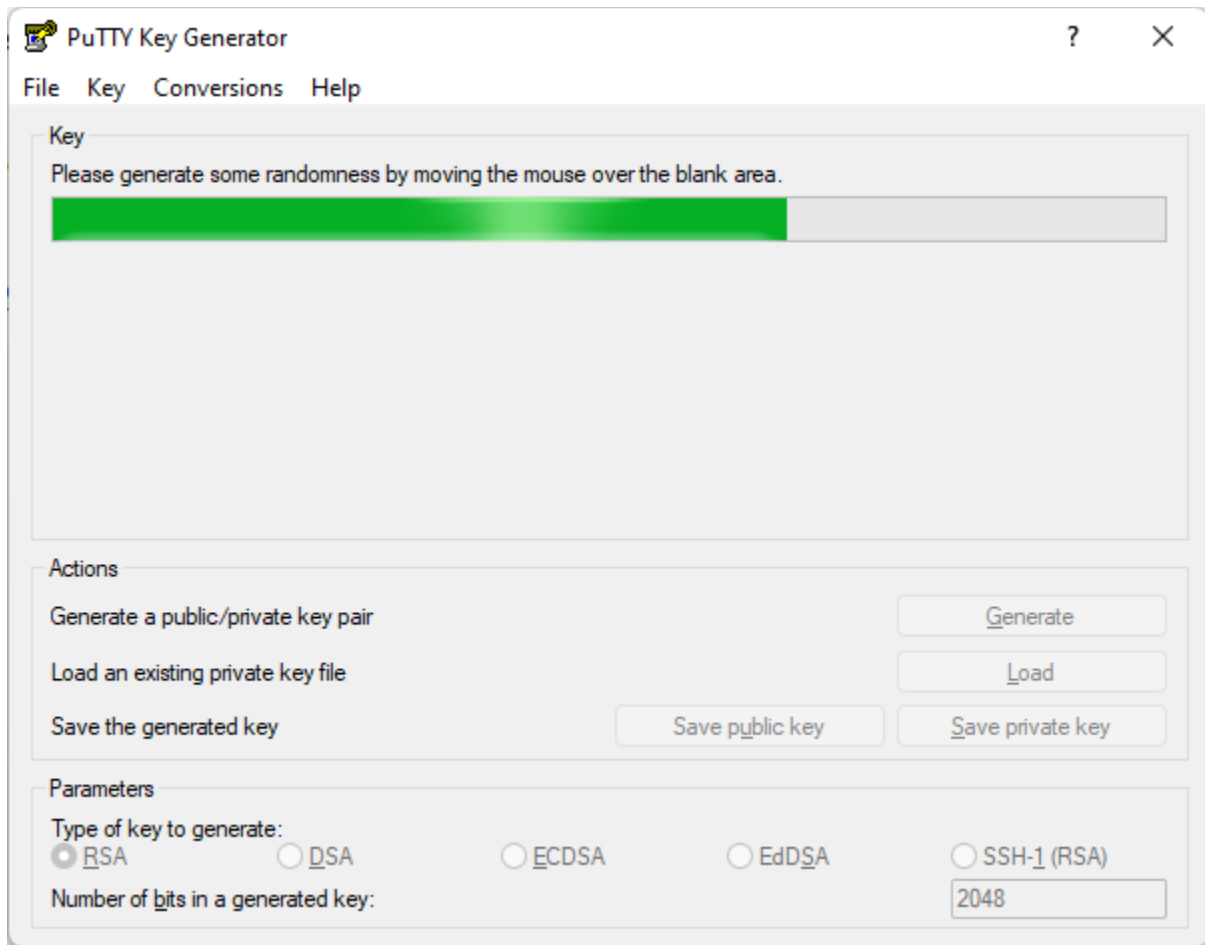 PuTTY Key Generator ?
File Key Conversions Help
Key
Please generate some randomness by moving the mouse over the blank area.
Actions
Generate a public/private key pair Generate
Load an existing private key file Load
Save the generated key Save public key Save private key
Parameters
Type of key to generate:
RSA DSA ECDSA EdDSA SSH-1 (RSA)
Number of bits in a generated key: 2048